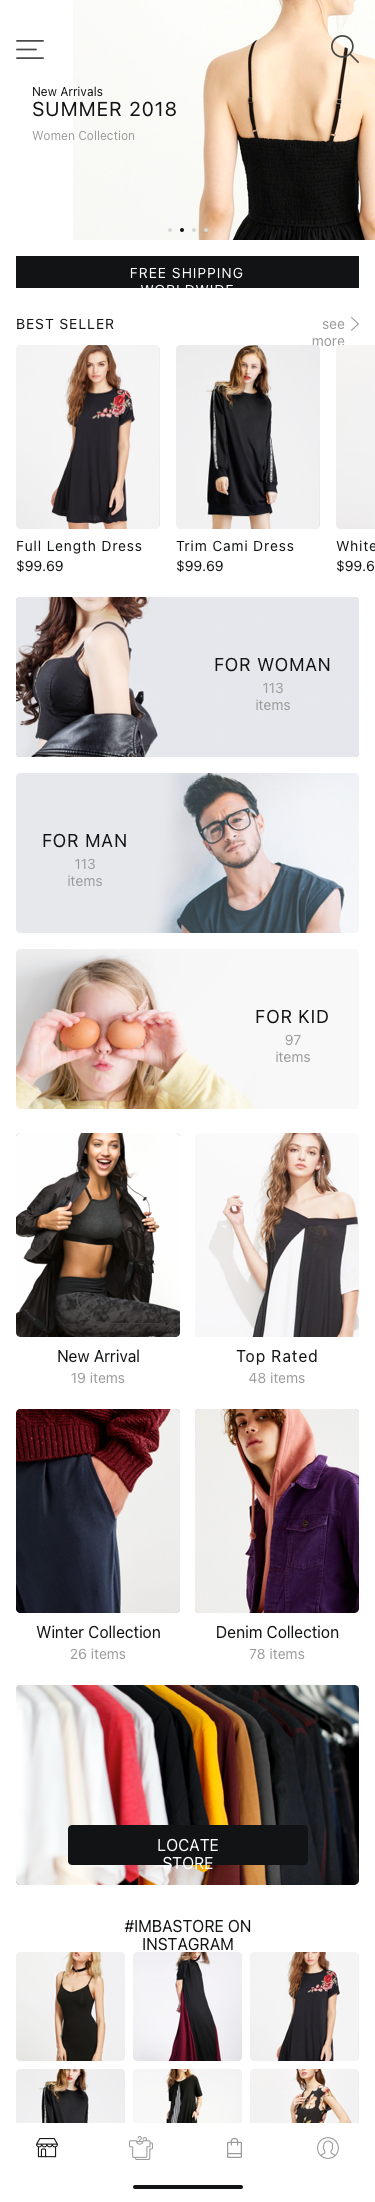 New Arrivals
SUMMER 2018
Women Collection
FREE SHIPPING
WORLDWIDE
BEST SELLER
see
more
Full Length Dress
$99.69
Trim Cami Dress
$99.69
White
$99.6
FOR WOMAN
113
items
FOR MAN
113
items
FOR KID
97
items
New Arrival
19 items
Top Rated
48 items
Winter Collection
26 items
Denim Collection
78 items
LOCATE
STORE
#IMBASTORE ON
INSTAGRAM